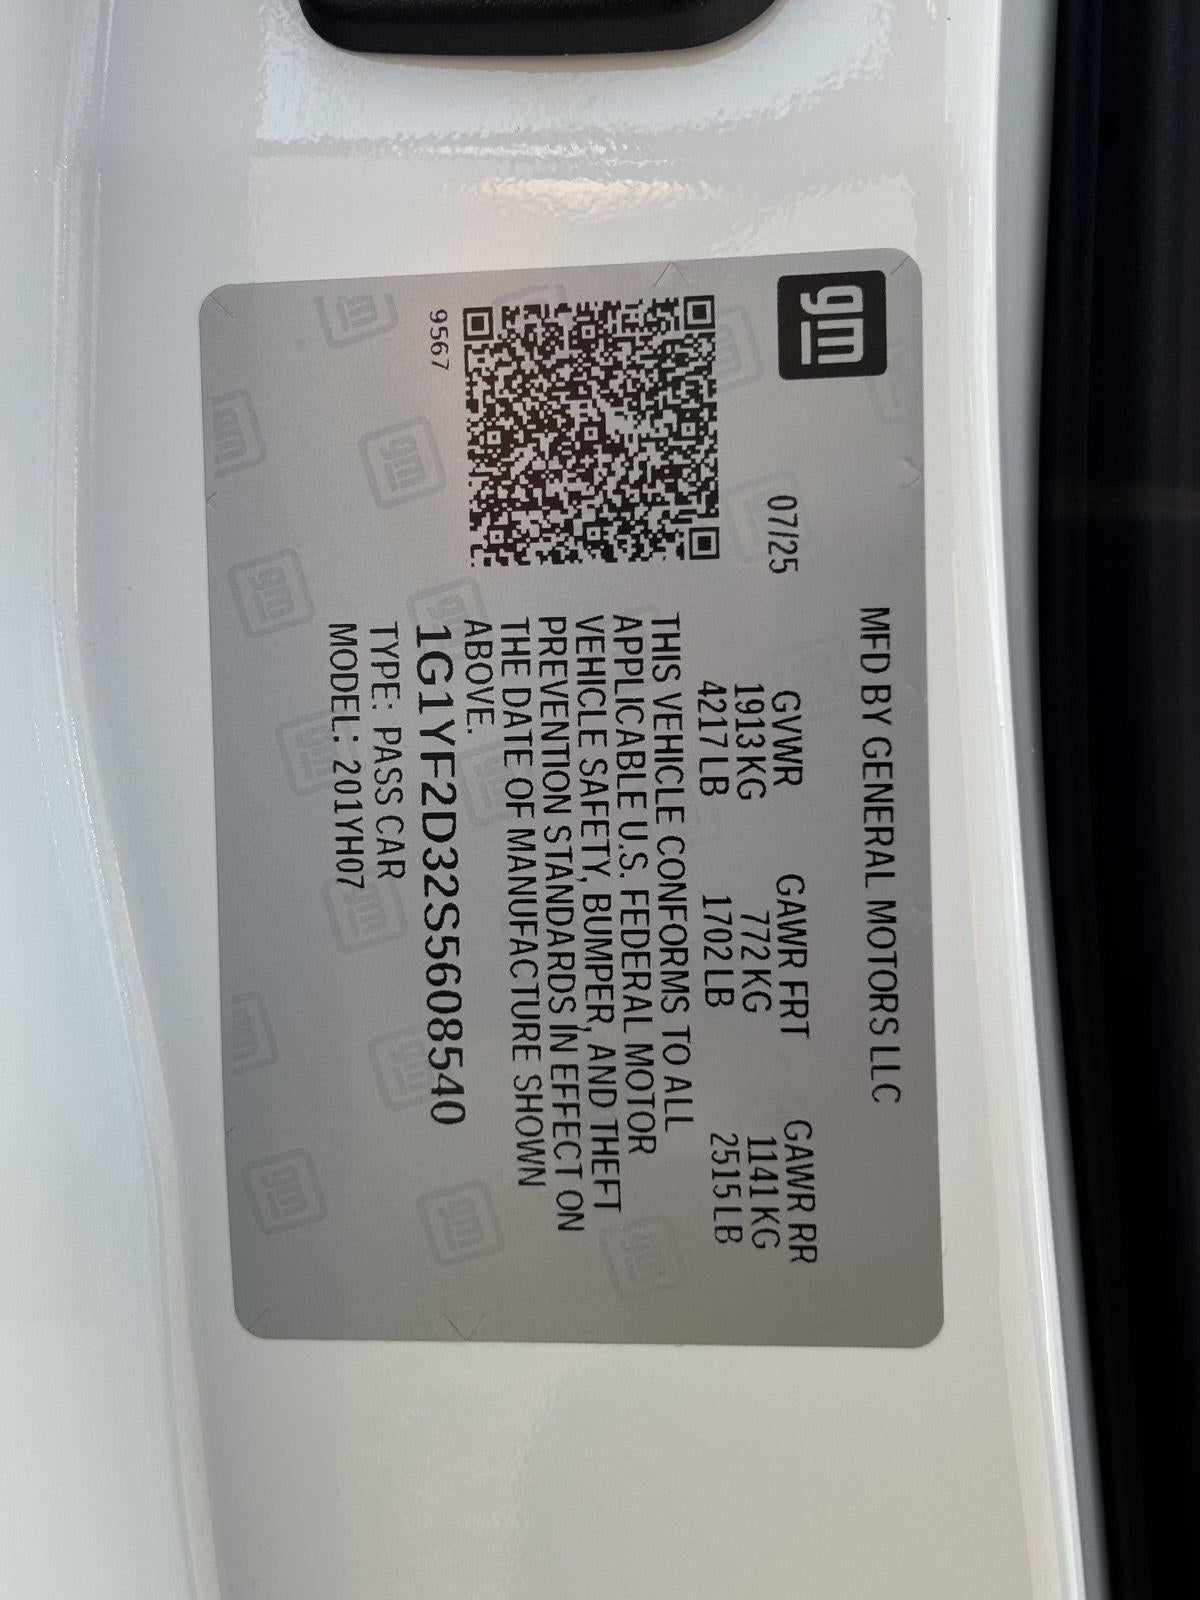 gm
MFD BY GENERAL MOTORS LLC
07/25
GVWR GAWR FRT GAWR RR
1913 KG 772 KG 1141 KG
4217 LB 1702 LB 2515 LB
THIS VEHICLE CONFORMS TO ALL
APPLICABLE U.S. FEDERAL MOTOR
VEHICLE SAFETY, BUMPER, AND THEFT
PREVENTION STANDARDS IN EFFECT ON
THE DATE OF MANUFACTURE SHOWN
ABOVE.
9567
1G1YF2D32S5608540
TYPE: PASS CAR
MODEL: 201YH07